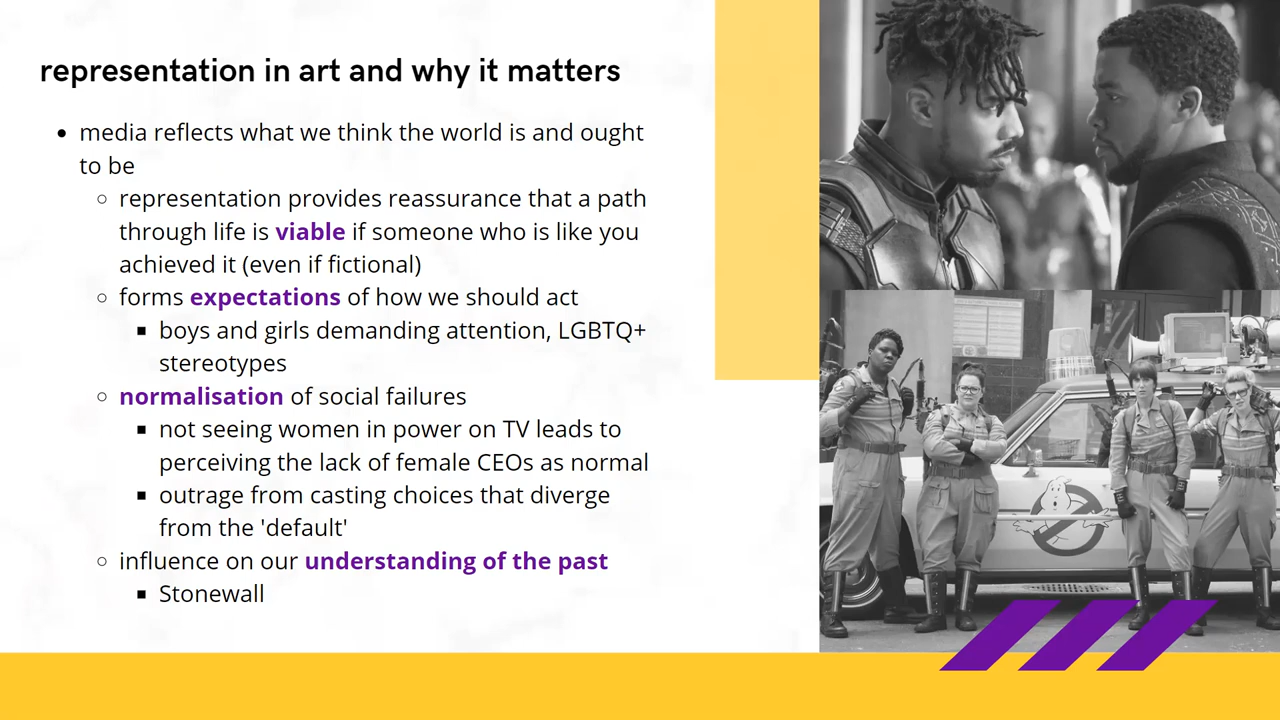 representation in art and why it matters
• media reflects what we think the world is and ought
to be
○ representation provides reassurance that a path
through life is viable if someone who is like you
achieved it (even if fictional)
○ forms expectations of how we should act
■ boys and girls demanding attention, LGBTQ+
stereotypes
○ normalisation of social failures
■ not seeing women in power on TV leads to
perceiving the lack of female CEOs as normal
■ outrage from casting choices that diverge
from the 'default'
○ influence on our understanding of the past
■ Stonewall